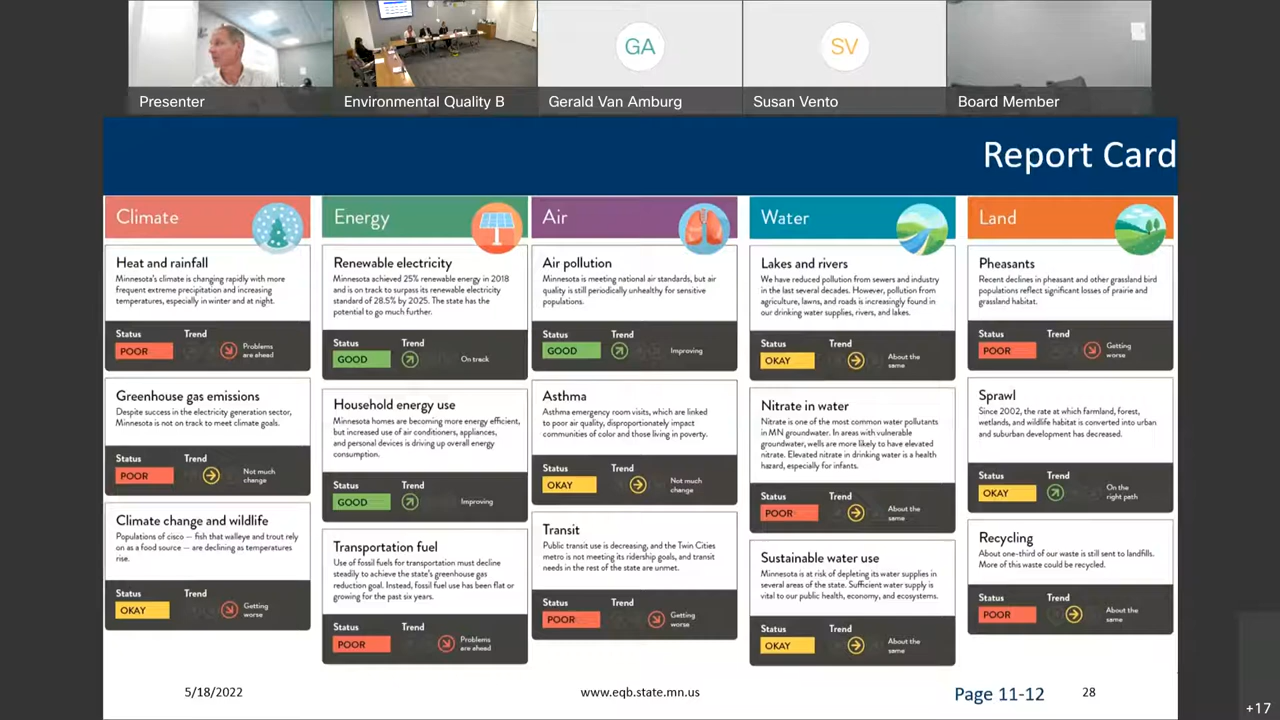 GA
SV
Presenter
Environmental Quality B
Gerald Van Amburg
Susan Vento
Board Member
Report Card
Climate
Heat and rainfall
Minnesota's climate is changing rapidly with more
frequent extreme precipitation and increasing
temperatures, especially in winter and at night.
Status
Trend
POOR
Problems
are ahead
Greenhouse gas emissions
Despite success in the electricity generation sector,
Minnesota is not on track to meet climate goals.
Status
Trend
POOR
Not much
change
Climate change and wildlife
Populations of cisco — fish that walleye and trout rely
on as a food source — are declining as temperatures
rise.
Status
Trend
OKAY
Getting
worse
Energy
Renewable electricity
Minnesota achieved 25% renewable energy in 2018
and is on track to surpass its renewable electricity
standard of 28.5% by 2025. The state has the
potential to go much further.
Status
Trend
GOOD
On track
Household energy use
Minnesota homes are becoming more energy efficient,
but increased use of air conditioners, appliances,
and personal devices is driving up overall energy
consumption.
Status
Trend
GOOD
Improving
Transportation fuel
Use of fossil fuels for transportation must decline
steadily to achieve the state's greenhouse gas
reduction goal. Instead, fossil fuel use has been flat or
growing for the past six years.
Status
Trend
POOR
Problems
are ahead
Air
Air pollution
Minnesota is meeting national air standards, but air
quality is still periodically unhealthy for sensitive
populations.
Status
Trend
GOOD
Improving
Asthma
Asthma emergency room visits, which are linked
to poor air quality, disproportionately impact
communities of color and those living in poverty.
Status
Trend
OKAY
Not much
change
Transit
Public transit use is decreasing, and the Twin Cities
metro is not meeting its ridership goals, and transit
needs in the rest of the state are unmet.
Status
Trend
POOR
Getting
worse
Water
Lakes and rivers
We have reduced pollution from sewers and industry
in the last several decades. However, pollution from
agriculture, lawns, and roads is increasingly found in
our drinking water supplies, rivers, and lakes.
Status
Trend
OKAY
About the
same
Nitrate in water
Nitrate is one of the most common water pollutants
in MN groundwater. In areas with vulnerable
groundwater, wells are more likely to have elevated
nitrate. Elevated nitrate in drinking water is a health
hazard, especially for infants.
Status
Trend
POOR
About the
same
Sustainable water use
Minnesota is at risk of depleting its water supplies in
several areas of the state. Sufficient water supply is
vital to our public health, economy, and ecosystems.
Status
Trend
OKAY
About the
same
Land
Pheasants
Recent declines in pheasant and other grassland bird
populations reflect significant losses of prairie and
grassland habitat.
Status
Trend
POOR
Getting
worse
Sprawl
Since 2002, the rate at which farmland, forest,
wetlands, and wildlife habitat is converted into urban
and suburban development has decreased.
Status
Trend
OKAY
On the
right path
Recycling
About one-third of our waste is still sent to landfills.
More of this waste could be recycled.
Status
Trend
POOR
About the
same
5/18/2022
www.eqb.state.mn.us
Page 11-12
28
+17